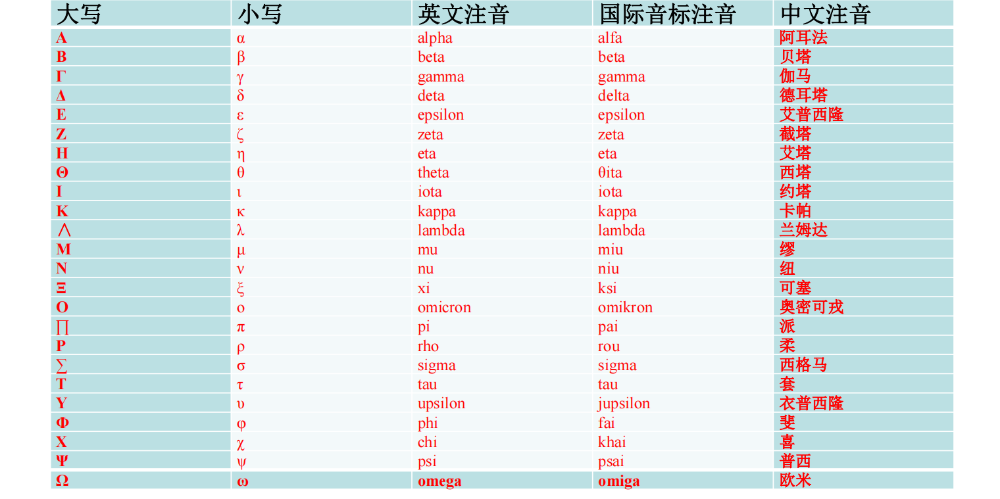 大写 小写 英文注音 国际音标注音 中文注音
Α α alpha alfa 阿耳法
Β β beta beta 贝塔
Γ γ gamma gamma 伽马
Δ δ deta delta 德耳塔
Ε ε epsilon epsilon 艾普西隆
Ζ ζ zeta zeta 截塔
Η η eta eta 艾塔
Θ θ theta θita 西塔
Ι ι iota iota 约塔
Κ κ kappa kappa 卡帕
∧ λ lambda lambda 兰姆达
Μ μ mu miu 缪
Ν ν nu niu 纽
Ξ ξ xi ksi 可塞
Ο ο omicron omikron 奥密可戎
∏ π pi pai 派
Ρ ρ rho rou 柔
∑ σ sigma sigma 西格马
Τ τ tau tau 套
Υ υ upsilon jupsilon 衣普西隆
Φ φ phi fai 斐
Χ χ chi khai 喜
Ψ ψ psi psai 普西
Ω ω omega omiga 欧米